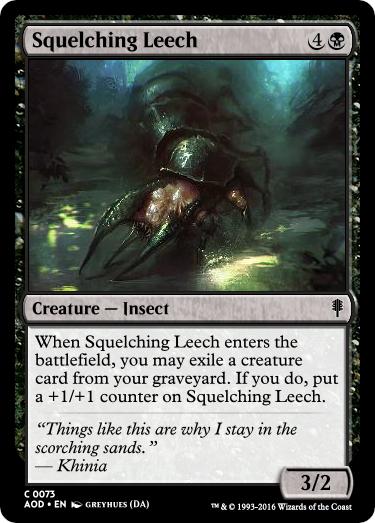 Squelching Leech 4
Creature — Insect
When Squelching Leech enters the
battlefield, you may exile a creature
card from your graveyard. If you do, put
a +1/+1 counter on Squelching Leech.
“Things like this are why I stay in the
scorching sands.”
— Khinia
3/2
C 0073
AOD • EN GREYHUES (DA)
™ & © 1993-2016 Wizards of the Coast